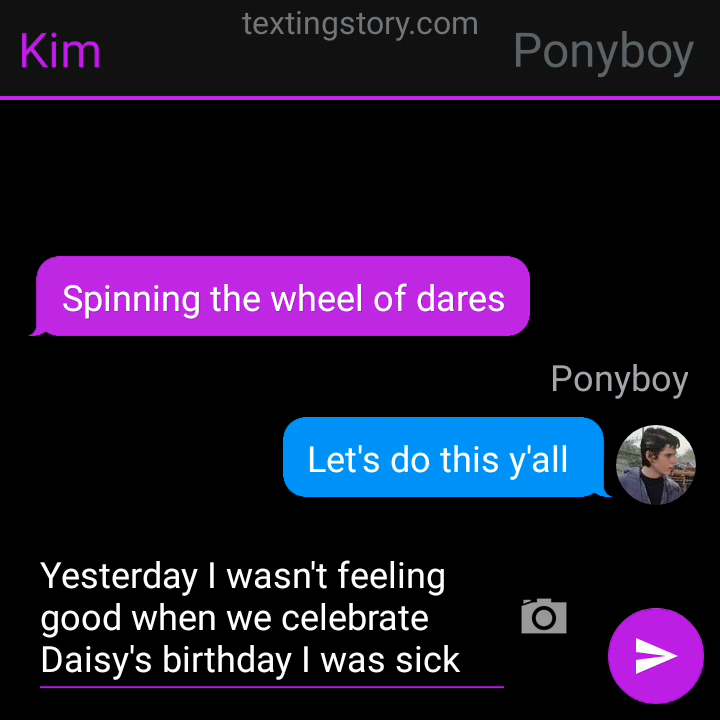 textingstory.com
Kim
Ponyboy
Spinning the wheel of dares
Ponyboy
Let's do this y'all
Yesterday I wasn't feeling
good when we celebrate
Daisy's birthday I was sick